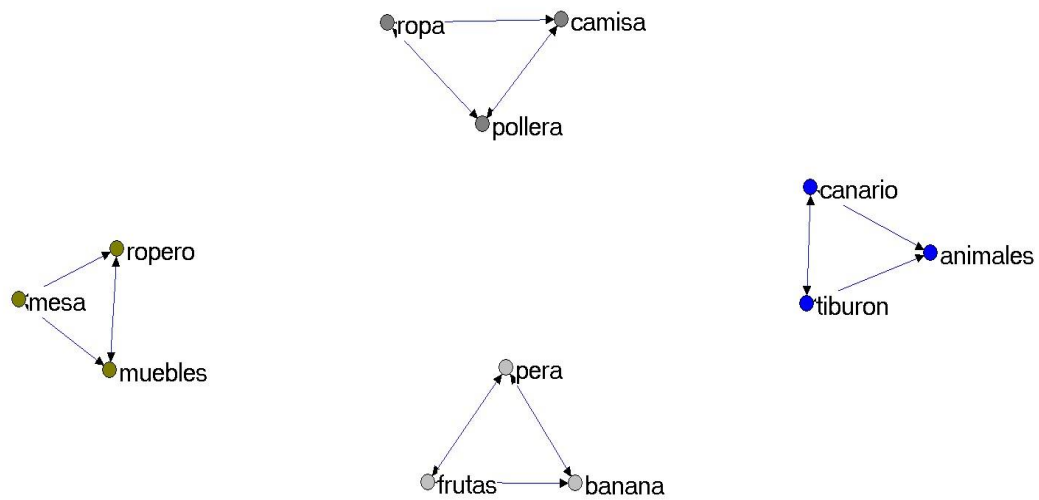 ropa
camisa
pollera
canario
animales
tiburon
ropero
mesa
muebles
pera
frutas
banana